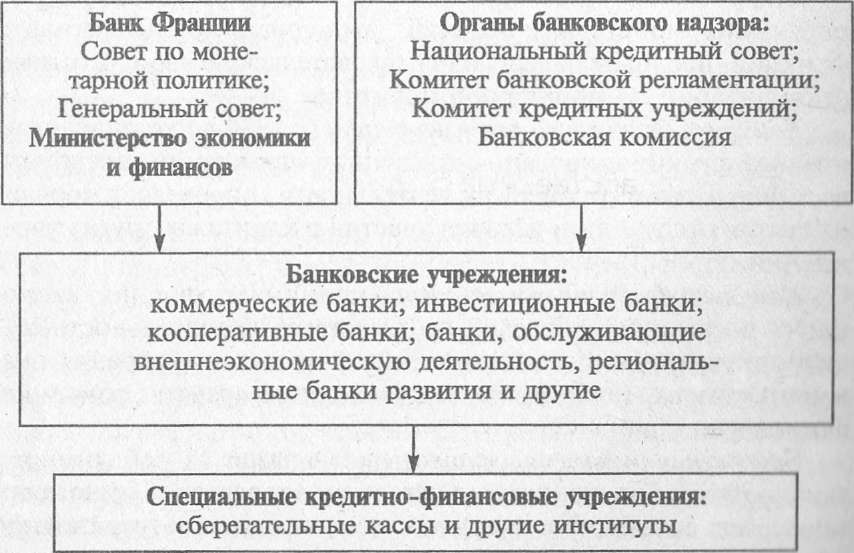 Банк Франции
Совет по моне-
тарной политике;
Генеральный совет;
Министерство экономики
и финансов
Органы банковского надзора:
Национальный кредитный совет;
Комитет банковской регламентации;
Комитет кредитных учреждений;
Банковская комиссия
Банковские учреждения:
коммерческие банки; инвестиционные банки;
кооперативные банки; банки, обслуживающие
внешнеэкономическую деятельность, региональ-
ные банки развития и другие
Специальные кредитно-финансовые учреждения:
сберегательные кассы и другие институты